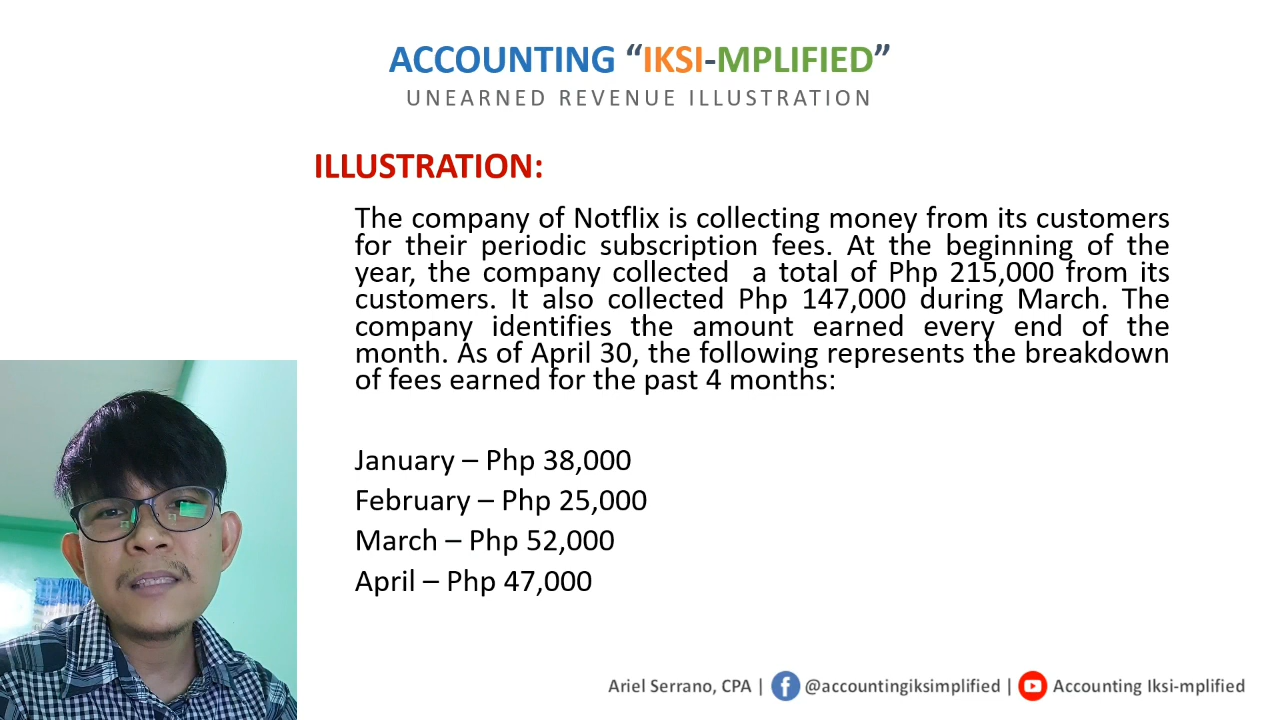 ACCOUNTING “IKSI-MPLIFIED”
UNEARNED REVENUE ILLUSTRATION
ILLUSTRATION:
The company of Notflix is collecting money from its customers
for their periodic subscription fees. At the beginning of the
year, the company collected a total of Php 215,000 from its
customers. It also collected Php 147,000 during March. The
company identifies the amount earned every end of the
month. As of April 30, the following represents the breakdown
of fees earned for the past 4 months:
January – Php 38,000
February – Php 25,000
March – Php 52,000
April – Php 47,000
Ariel Serrano, CPA | @accountingiksimplified | Accounting Iksi-mplified